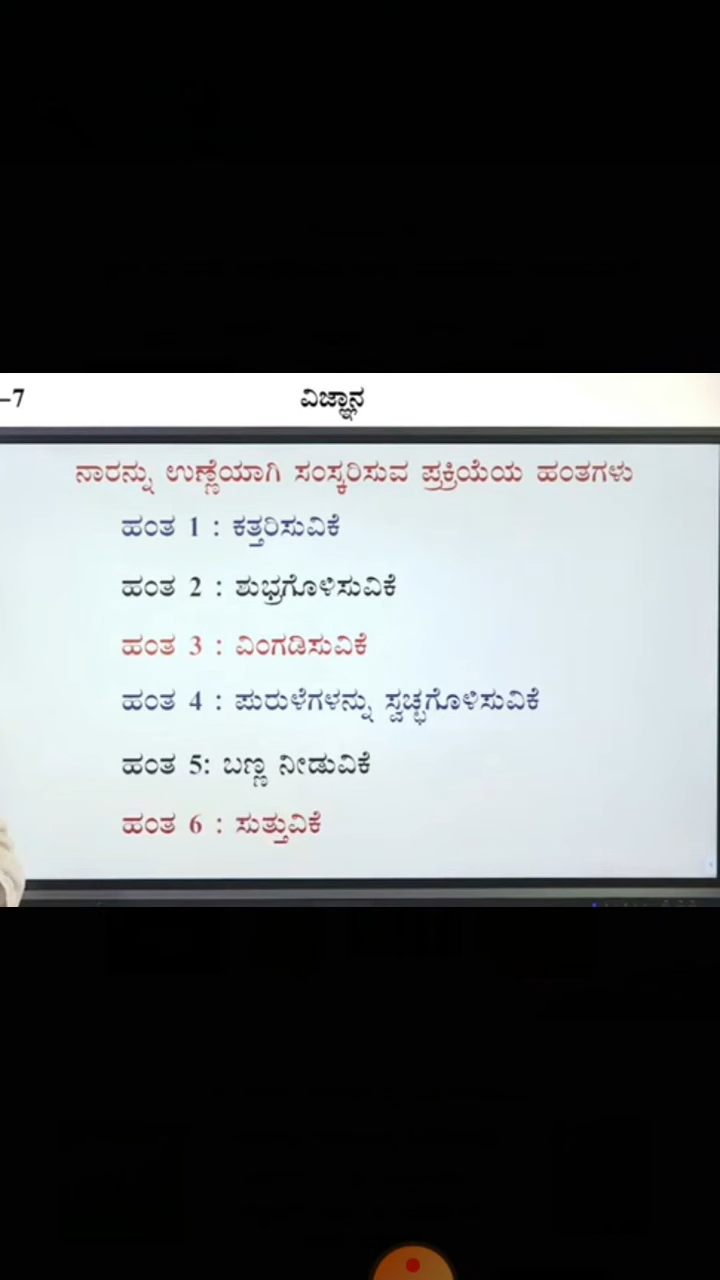 –7
ವಿಜ್ಞಾನ
ನಾರನ್ನು ಉಣ್ಣೆಯಾಗಿ ಸಂಸ್ಕರಿಸುವ ಪ್ರಕ್ರಿಯೆಯ ಹಂತಗಳು
ಹಂತ 1 : ಕತ್ತರಿಸುವಿಕೆ
ಹಂತ 2 : ಶುಭ್ರಗೊಳಿಸುವಿಕೆ
ಹಂತ 3 : ವಿಂಗಡಿಸುವಿಕೆ
ಹಂತ 4 : ಪುರುಳೆಗಳನ್ನು ಸ್ವಚ್ಛಗೊಳಿಸುವಿಕೆ
ಹಂತ 5: ಬಣ್ಣ ನೀಡುವಿಕೆ
ಹಂತ 6 : ಸುತ್ತುವಿಕೆ